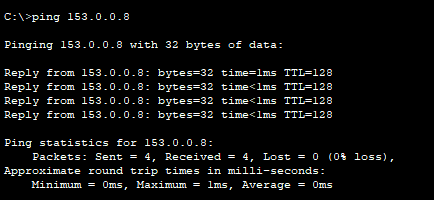 C:\>ping 153.0.0.8
Pinging 153.0.0.8 with 32 bytes of data:
Reply from 153.0.0.8: bytes=32 time=1ms TTL=128
Reply from 153.0.0.8: bytes=32 time<1ms TTL=128
Reply from 153.0.0.8: bytes=32 time<1ms TTL=128
Reply from 153.0.0.8: bytes=32 time<1ms TTL=128
Ping statistics for 153.0.0.8:
Packets: Sent = 4, Received = 4, Lost = 0 (0% loss),
Approximate round trip times in milli-seconds:
Minimum = 0ms, Maximum = 1ms, Average = 0ms